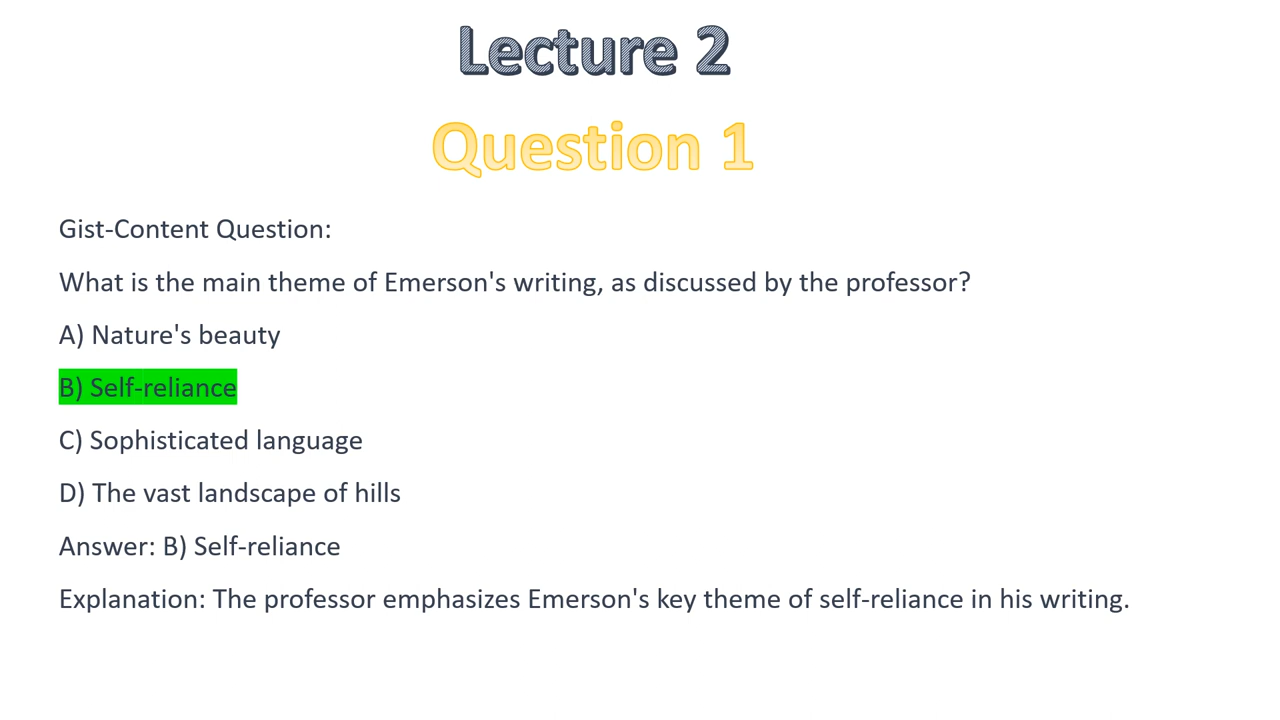 Lecture 2
Question 1
Gist-Content Question:
What is the main theme of Emerson's writing, as discussed by the professor?
A) Nature's beauty
B) Self-reliance
C) Sophisticated language
D) The vast landscape of hills
Answer: B) Self-reliance
Explanation: The professor emphasizes Emerson's key theme of self-reliance in his writing.